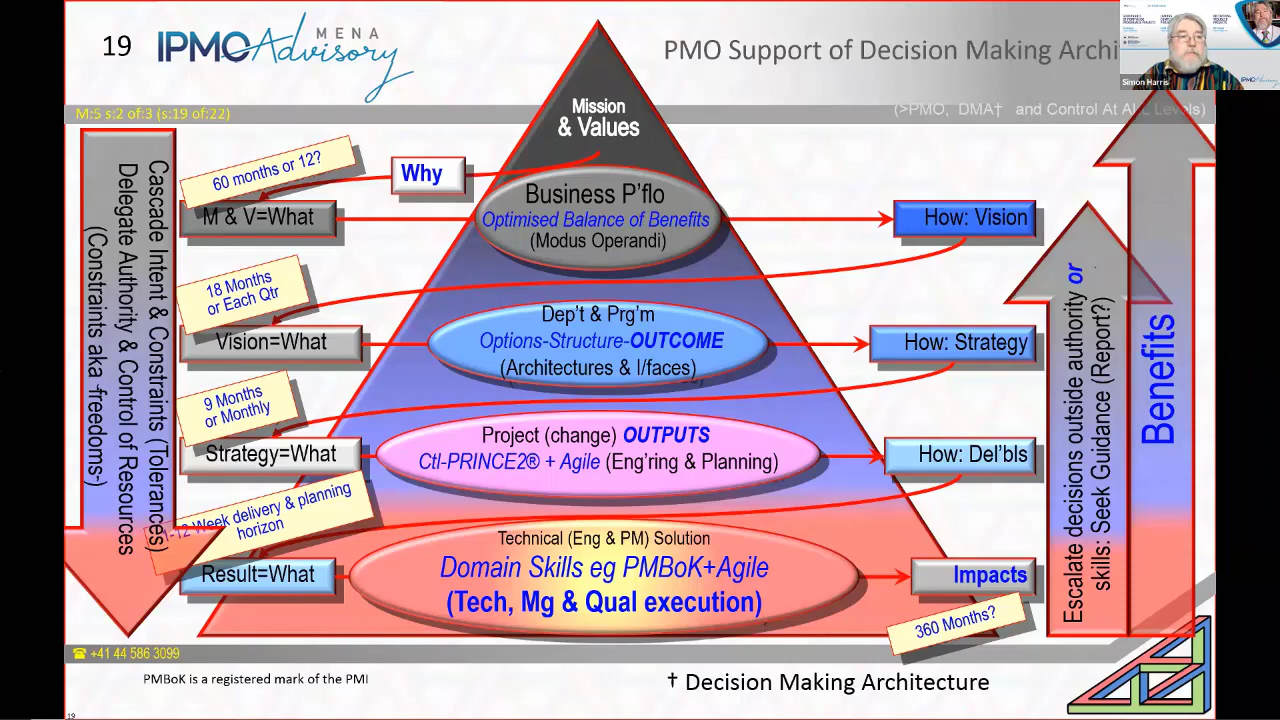 19
IPMO Advisory
MENA
PMO Support of Decision Making Archi
Simon Harris
M:5 s:2 of:3 (s:19 of:22)
(>PMO, DMA† and Control At ALL Levels)
Mission
& Values
Why
60 months or 12?
M & V=What
Business P'flo
Optimised Balance of Benefits
(Modus Operandi)
How: Vision
18 Months
or Each Qtr
Vision=What
Dep't & Prg'm
Options-Structure-OUTCOME
(Architectures & I/faces)
How: Strategy
9 Months
or Monthly
Strategy=What
Project (change) OUTPUTS
Ctl-PRINCE2® + Agile (Eng'ring & Planning)
How: Del'bls
Week delivery & planning
horizon
Result=What
Technical (Eng & PM) Solution
Domain Skills eg PMBoK+Agile
(Tech, Mg & Qual execution)
Impacts
360 Months?
Cascade Intent & Constraints (Tolerances)
Delegate Authority & Control of Resources
(Constraints aka -freedoms-)
Escalate decisions outside authority or
skills: Seek Guidance (Report?)
Benefits
☎ +41 44 586 3099
PMBoK is a registered mark of the PMI
† Decision Making Architecture
19